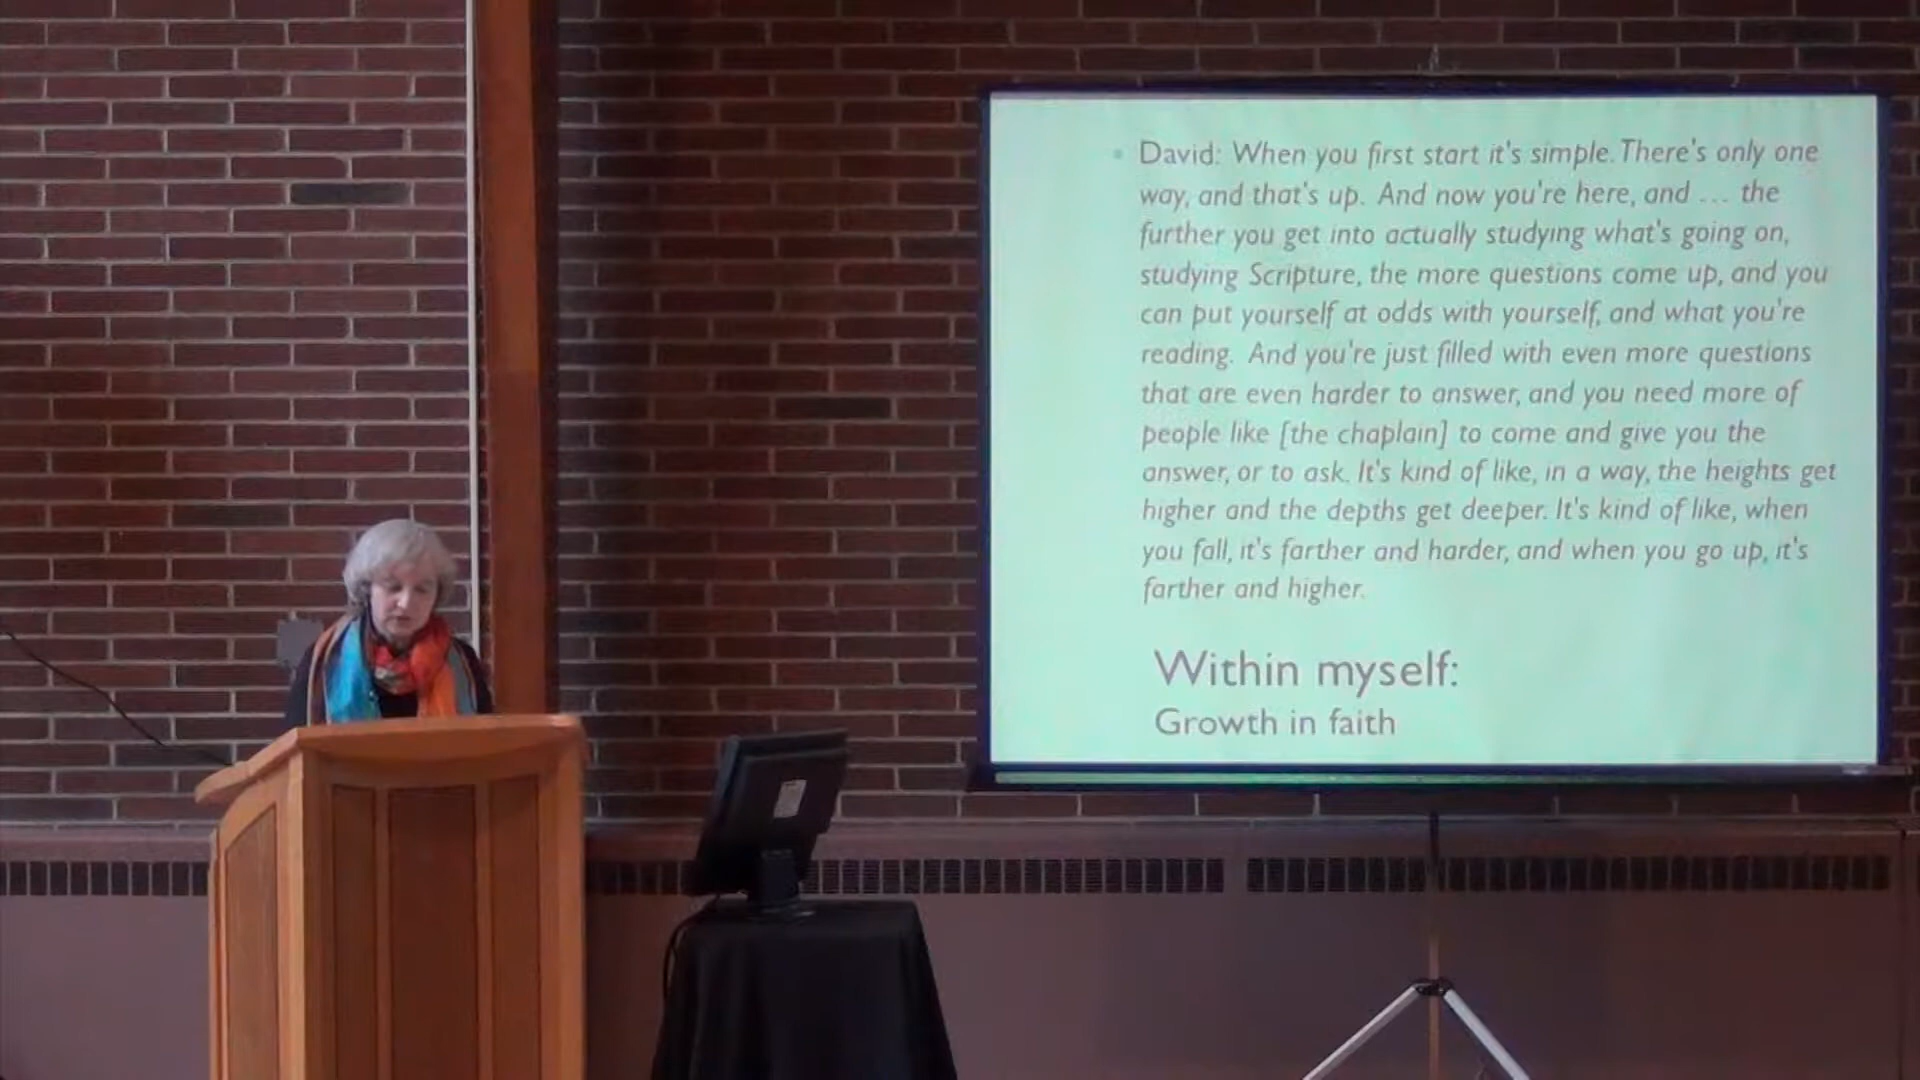 • David: When you first start it's simple. There's only one
way, and that's up. And now you're here, and ... the
further you get into actually studying what's going on,
studying Scripture, the more questions come up, and you
can put yourself at odds with yourself, and what you're
reading. And you're just filled with even more questions
that are even harder to answer, and you need more of
people like [the chaplain] to come and give you the
answer, or to ask. It's kind of like, in a way, the heights get
higher and the depths get deeper. It's kind of like, when
you fall, it's farther and harder, and when you go up, it's
farther and higher.
Within myself:
Growth in faith